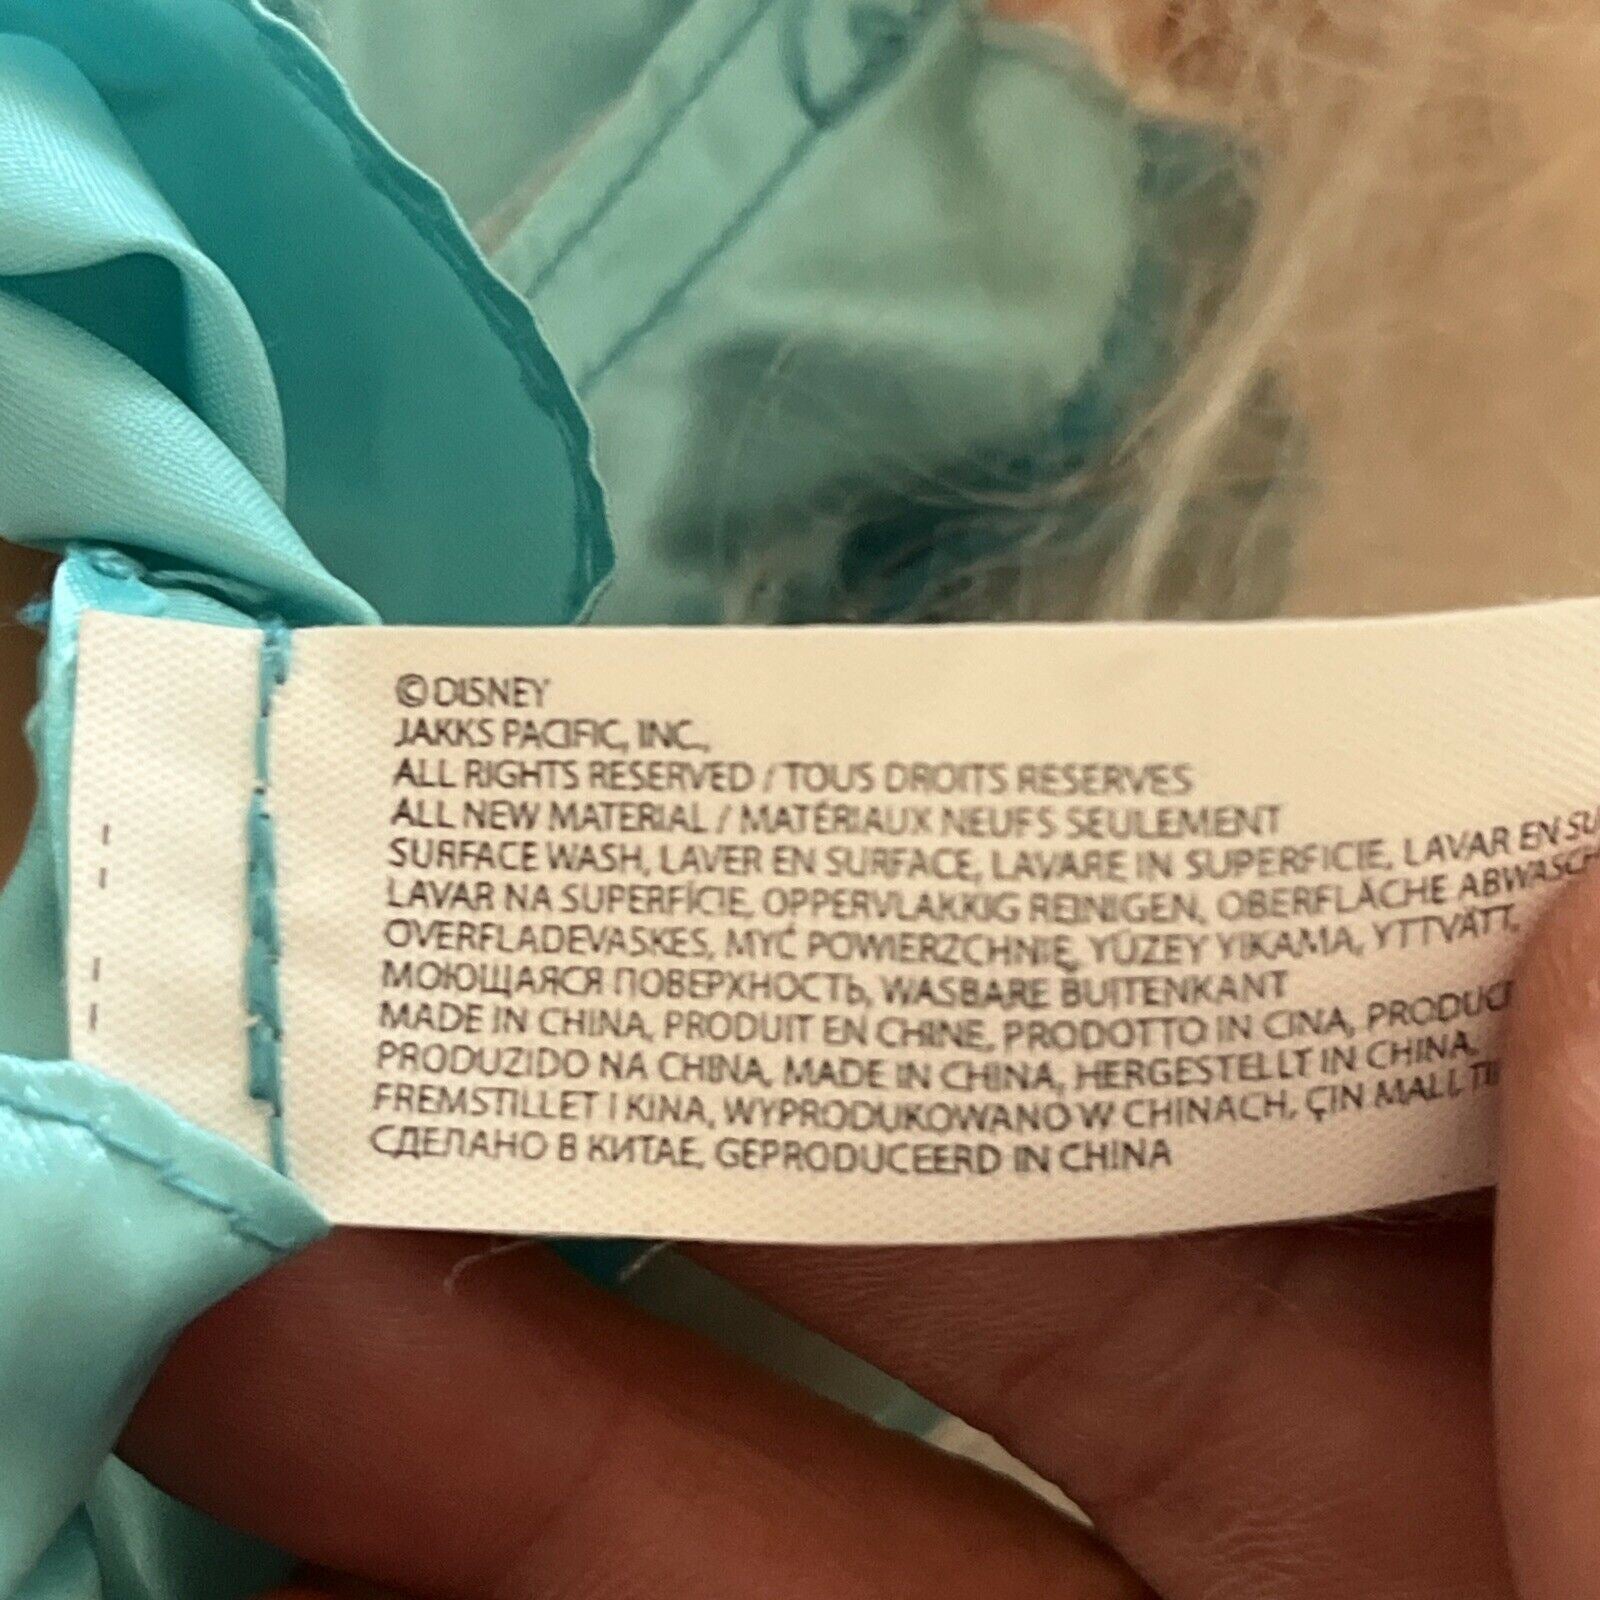 © DISNEY
JAKKS PACIFIC, INC.,
ALL RIGHTS RESERVED / TOUS DROITS RESERVES
ALL NEW MATERIAL / MATÉRIAUX NEUFS SEULEMENT
SURFACE WASH, LAVER EN SURFACE, LAVARE IN SUPERFICIE, LAVAR EN
LAVAR NA SUPERFÍCIE, OPPERVLAKKIG REINIGEN, OBERFLÄCHE
OVERFLADEVASKES, MYĆ POWIERZCHNIĘ, YÜZEY YIKAMA, YTTVÄTT,
МОЮЩАЯСЯ ПОВЕРХНОСТЬ, WASBARE BUITENKANT
MADE IN CHINA, PRODUIT EN CHINE, PRODOTTO IN CINA,
PRODUZIDO NA CHINA, MADE IN CHINA, HERGESTELLT IN CHINA,
FREMSTILLET I KINA, WYPRODUKOWANO W CHINACH, ÇIN MALI,
СДЕЛАНО В КИТАЕ, GEPRODUCEERD IN CHINA